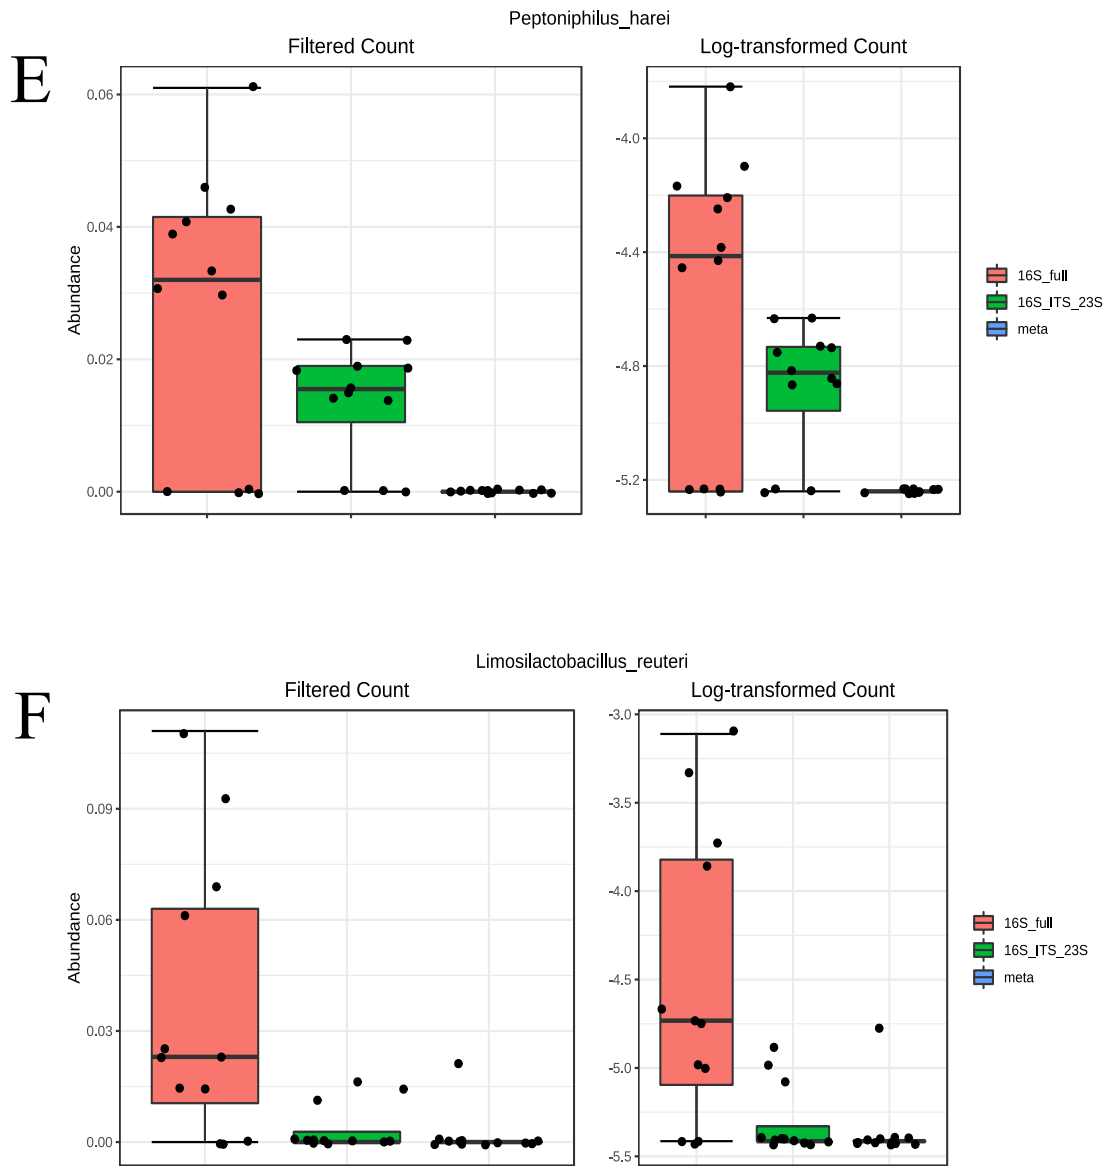 Peptoniphilus_harei
E
Filtered Count
Log-transformed Count
Abundance
0.06
0.04
0.02
0.00
-4.0
-4.4
-4.8
-5.2
16S_full
16S_ITS_23S
meta
Limosilactobacillus_reuteri
F
Filtered Count
Log-transformed Count
Abundance
0.09
0.06
0.03
0.00
-3.0
-3.5
-4.0
-4.5
-5.0
-5.5
16S_full
16S_ITS_23S
meta